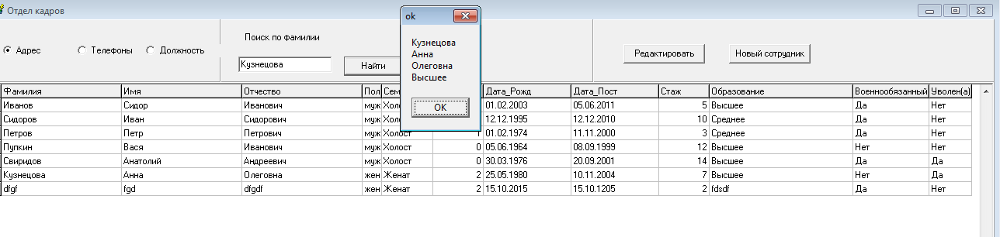 Отдел кадров
ok
Поиск по фамилии
Адрес Телефоны Должность
Кузнецова
Найти
Кузнецова
Анна
Олеговна
Высшее
OK
Редактировать Новый сотрудник
Фамилия Имя Отчество Пол Сем Дата_Рожд Дата_Пост Стаж Образование Военнообязанный Уволен(а)
Иванов Сидор Иванович муж Холост 01.02.2003 05.06.2011 5 Высшее Да Нет
Сидоров Иван Сидорович муж Холо 12.12.1995 12.12.2010 10 Среднее Да Нет
Петров Петр Петрович муж Холост 01.02.1974 11.11.2000 3 Среднее Да Нет
Пупкин Вася Иванович муж Холост 0 05.06.1964 08.09.1999 12 Высшее Нет Нет
Свиридов Анатолий Андреевич муж Холост 0 30.03.1976 20.09.2001 14 Высшее Да Да
Кузнецова Анна Олеговна жен Женат 2 25.05.1980 10.11.2004 7 Высшее Нет Да
dfgf fgd dfgdf жен Женат 2 15.10.2015 15.10.1205 2 fdsdf Да Нет